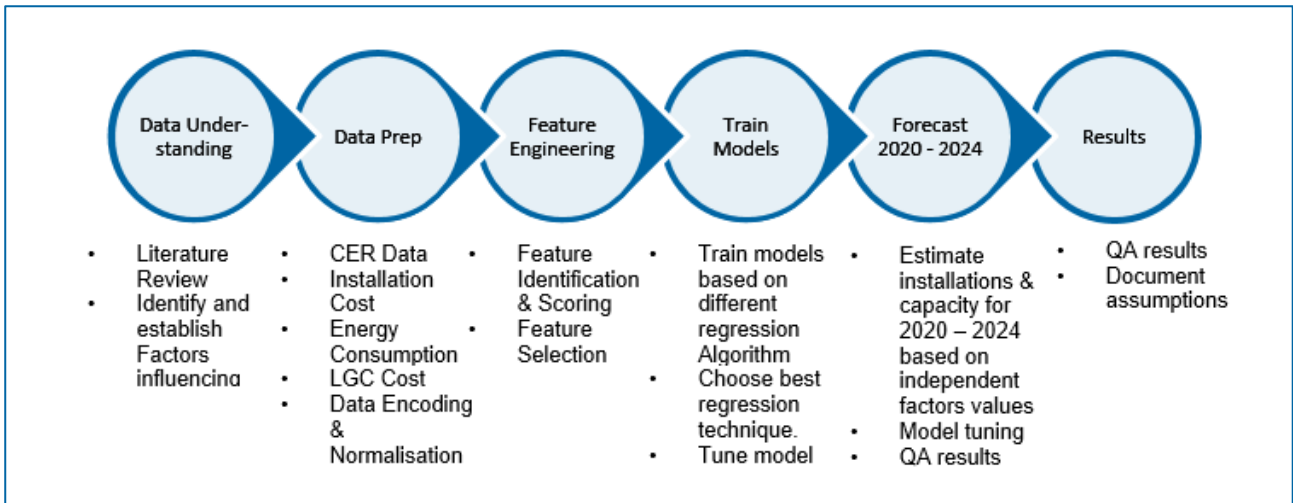 Data Under-
standing
Data Prep
Feature
Engineering
Train
Models
Forecast
2020 - 2024
Results
• Literature
Review
• Identify and
establish
Factors
influencing
• CER Data
• Installation
Cost
• Energy
Consumption
• LGC Cost
• Data Encoding
&
Normalisation
• Feature
Identification
& Scoring
• Feature
Selection
• Train models
based on
different
regression
Algorithm
• Choose best
regression
technique.
• Tune model
• Estimate
installations &
capacity for
2020 – 2024
based on
independent
factors values
• Model tuning
• QA results
• QA results
• Document
assumptions